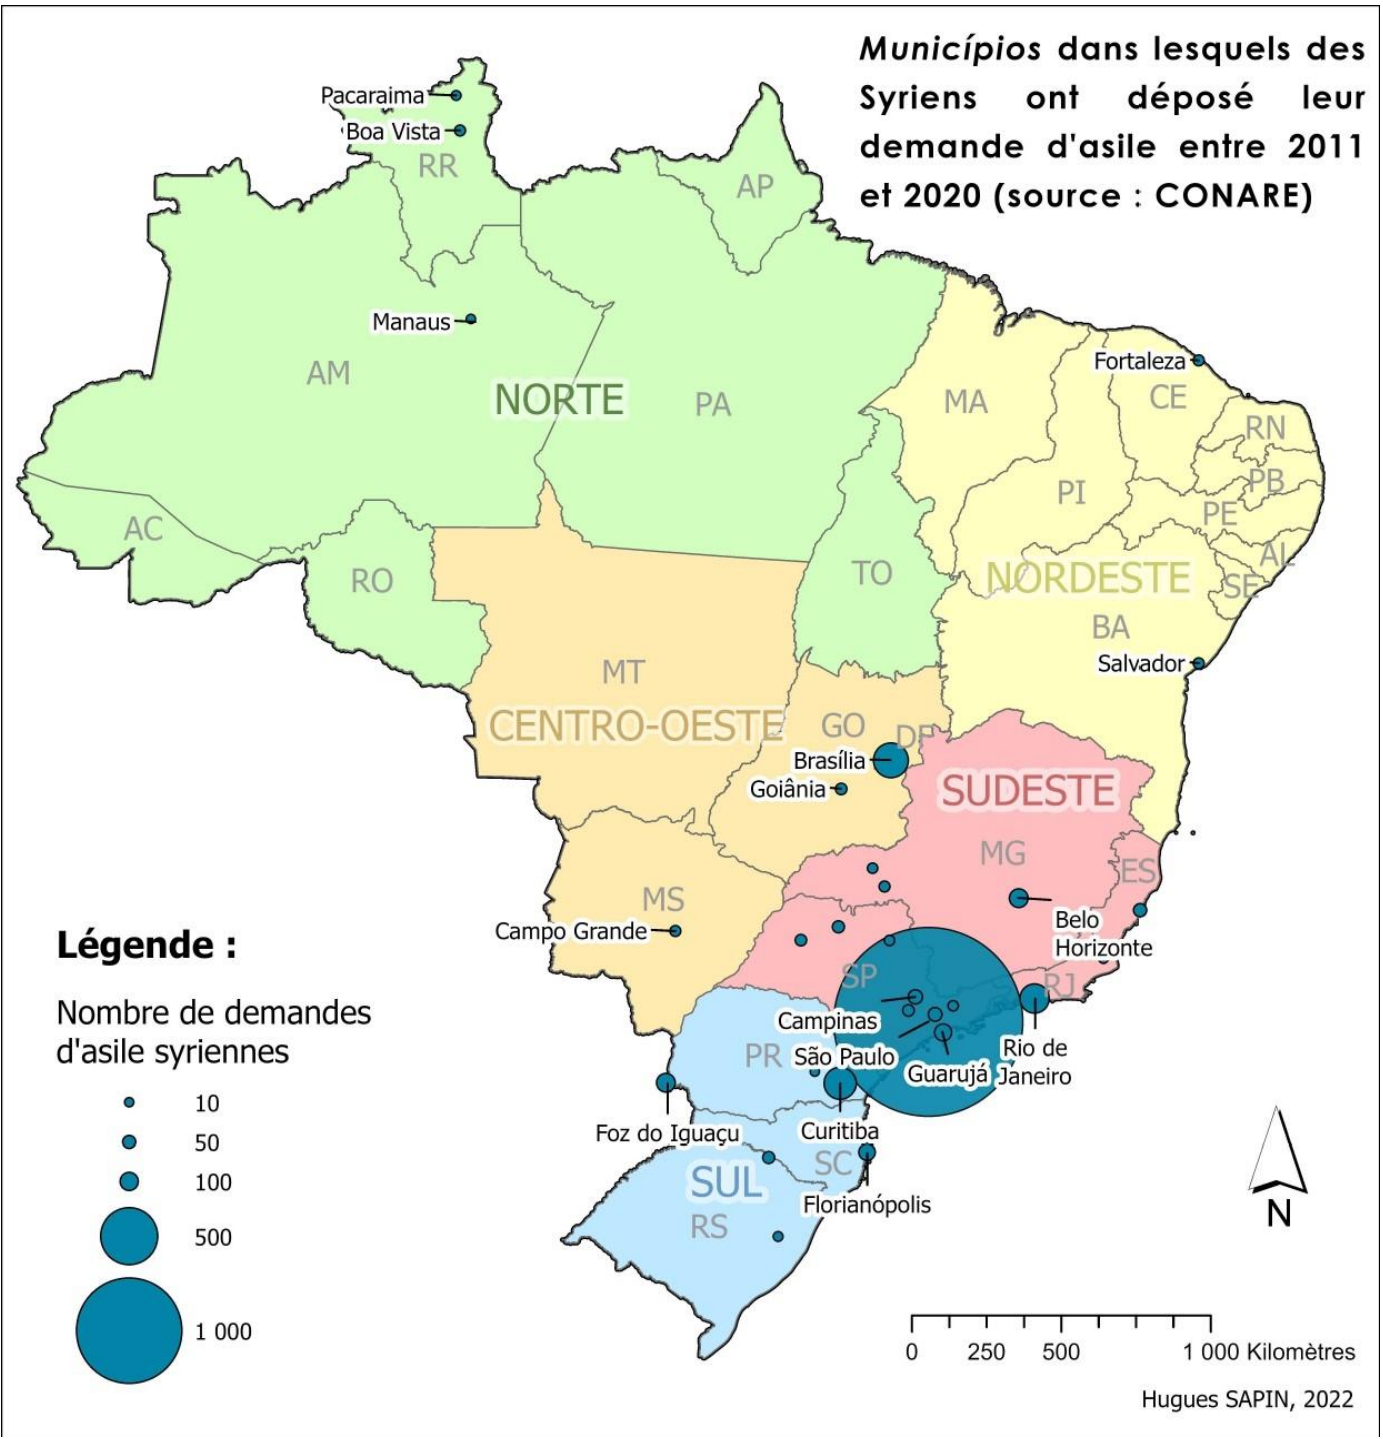 Municípios dans lesquels des
Syriens ont déposé leur
demande d'asile entre 2011
et 2020 (source : CONARE)
Pacaraima
Boa Vista
RR
AP
Manaus
AM
NORTE
PA
MA
Fortaleza
CE
RN
PB
PI
PE
AC
AL
RO
TO
NORDESTE
SE
BA
MT
Salvador
CENTRO-OESTE
GO
DF
Brasília
Goiânia
SUDESTE
MG
ES
MS
Campo Grande
Belo
Horizonte
SP
RJ
Campinas
São Paulo
Guarujá
Rio de
Janeiro
PR
Foz do Iguaçu
Curitiba
SC
SUL
Florianópolis
RS
Légende :
Nombre de demandes
d'asile syriennes
10
50
100
500
1 000
N
0 250 500 1 000 Kilomètres
Hugues SAPIN, 2022